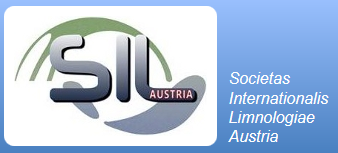 SIL
AUSTRIA
Societas
Internationalis
Limnologiae
Austria